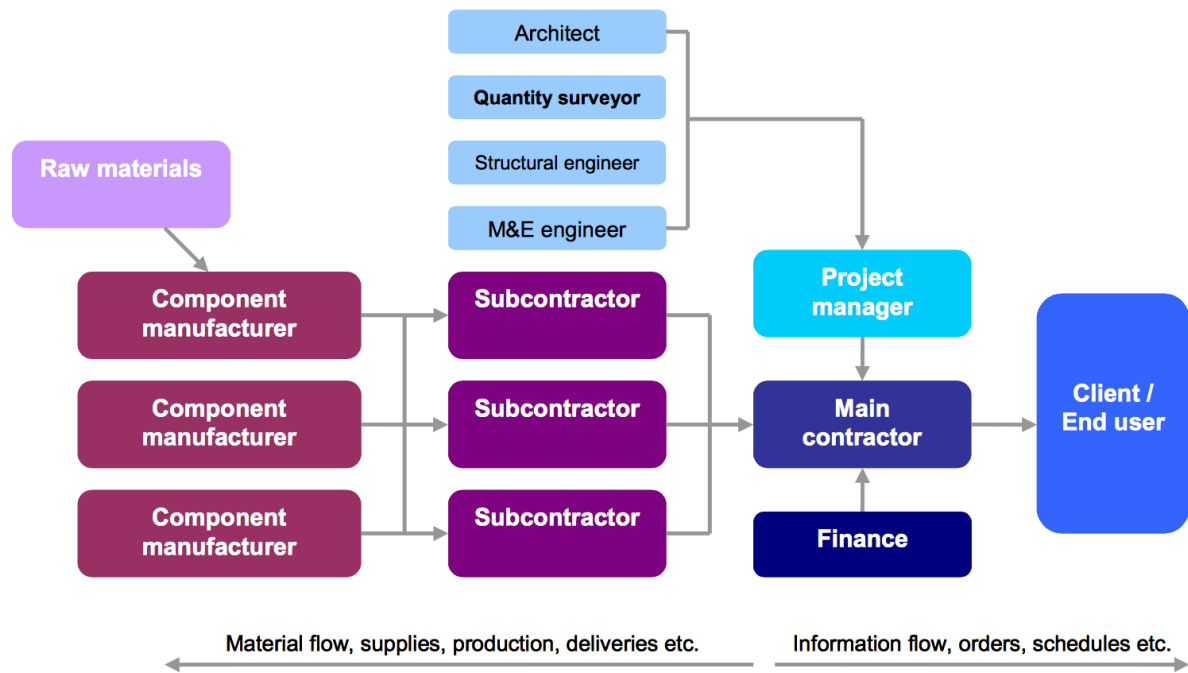 Architect
Quantity surveyor
Structural engineer
M&E engineer
Raw materials
Component
manufacturer
Component
manufacturer
Component
manufacturer
Subcontractor
Subcontractor
Subcontractor
Project
manager
Main
contractor
Finance
Client /
End user
Material flow, supplies, production, deliveries etc.
Information flow, orders, schedules etc.